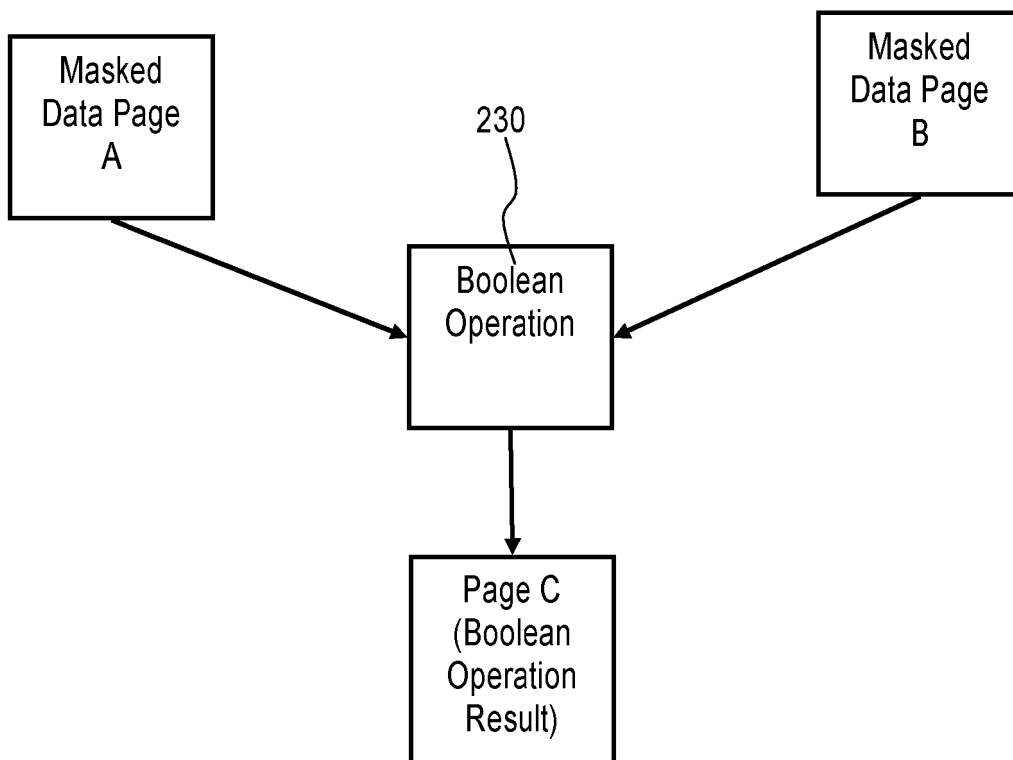 Masked
Data Page
A
Masked
Data Page
B
230
Boolean
Operation
Page C
(Boolean
Operation
Result)